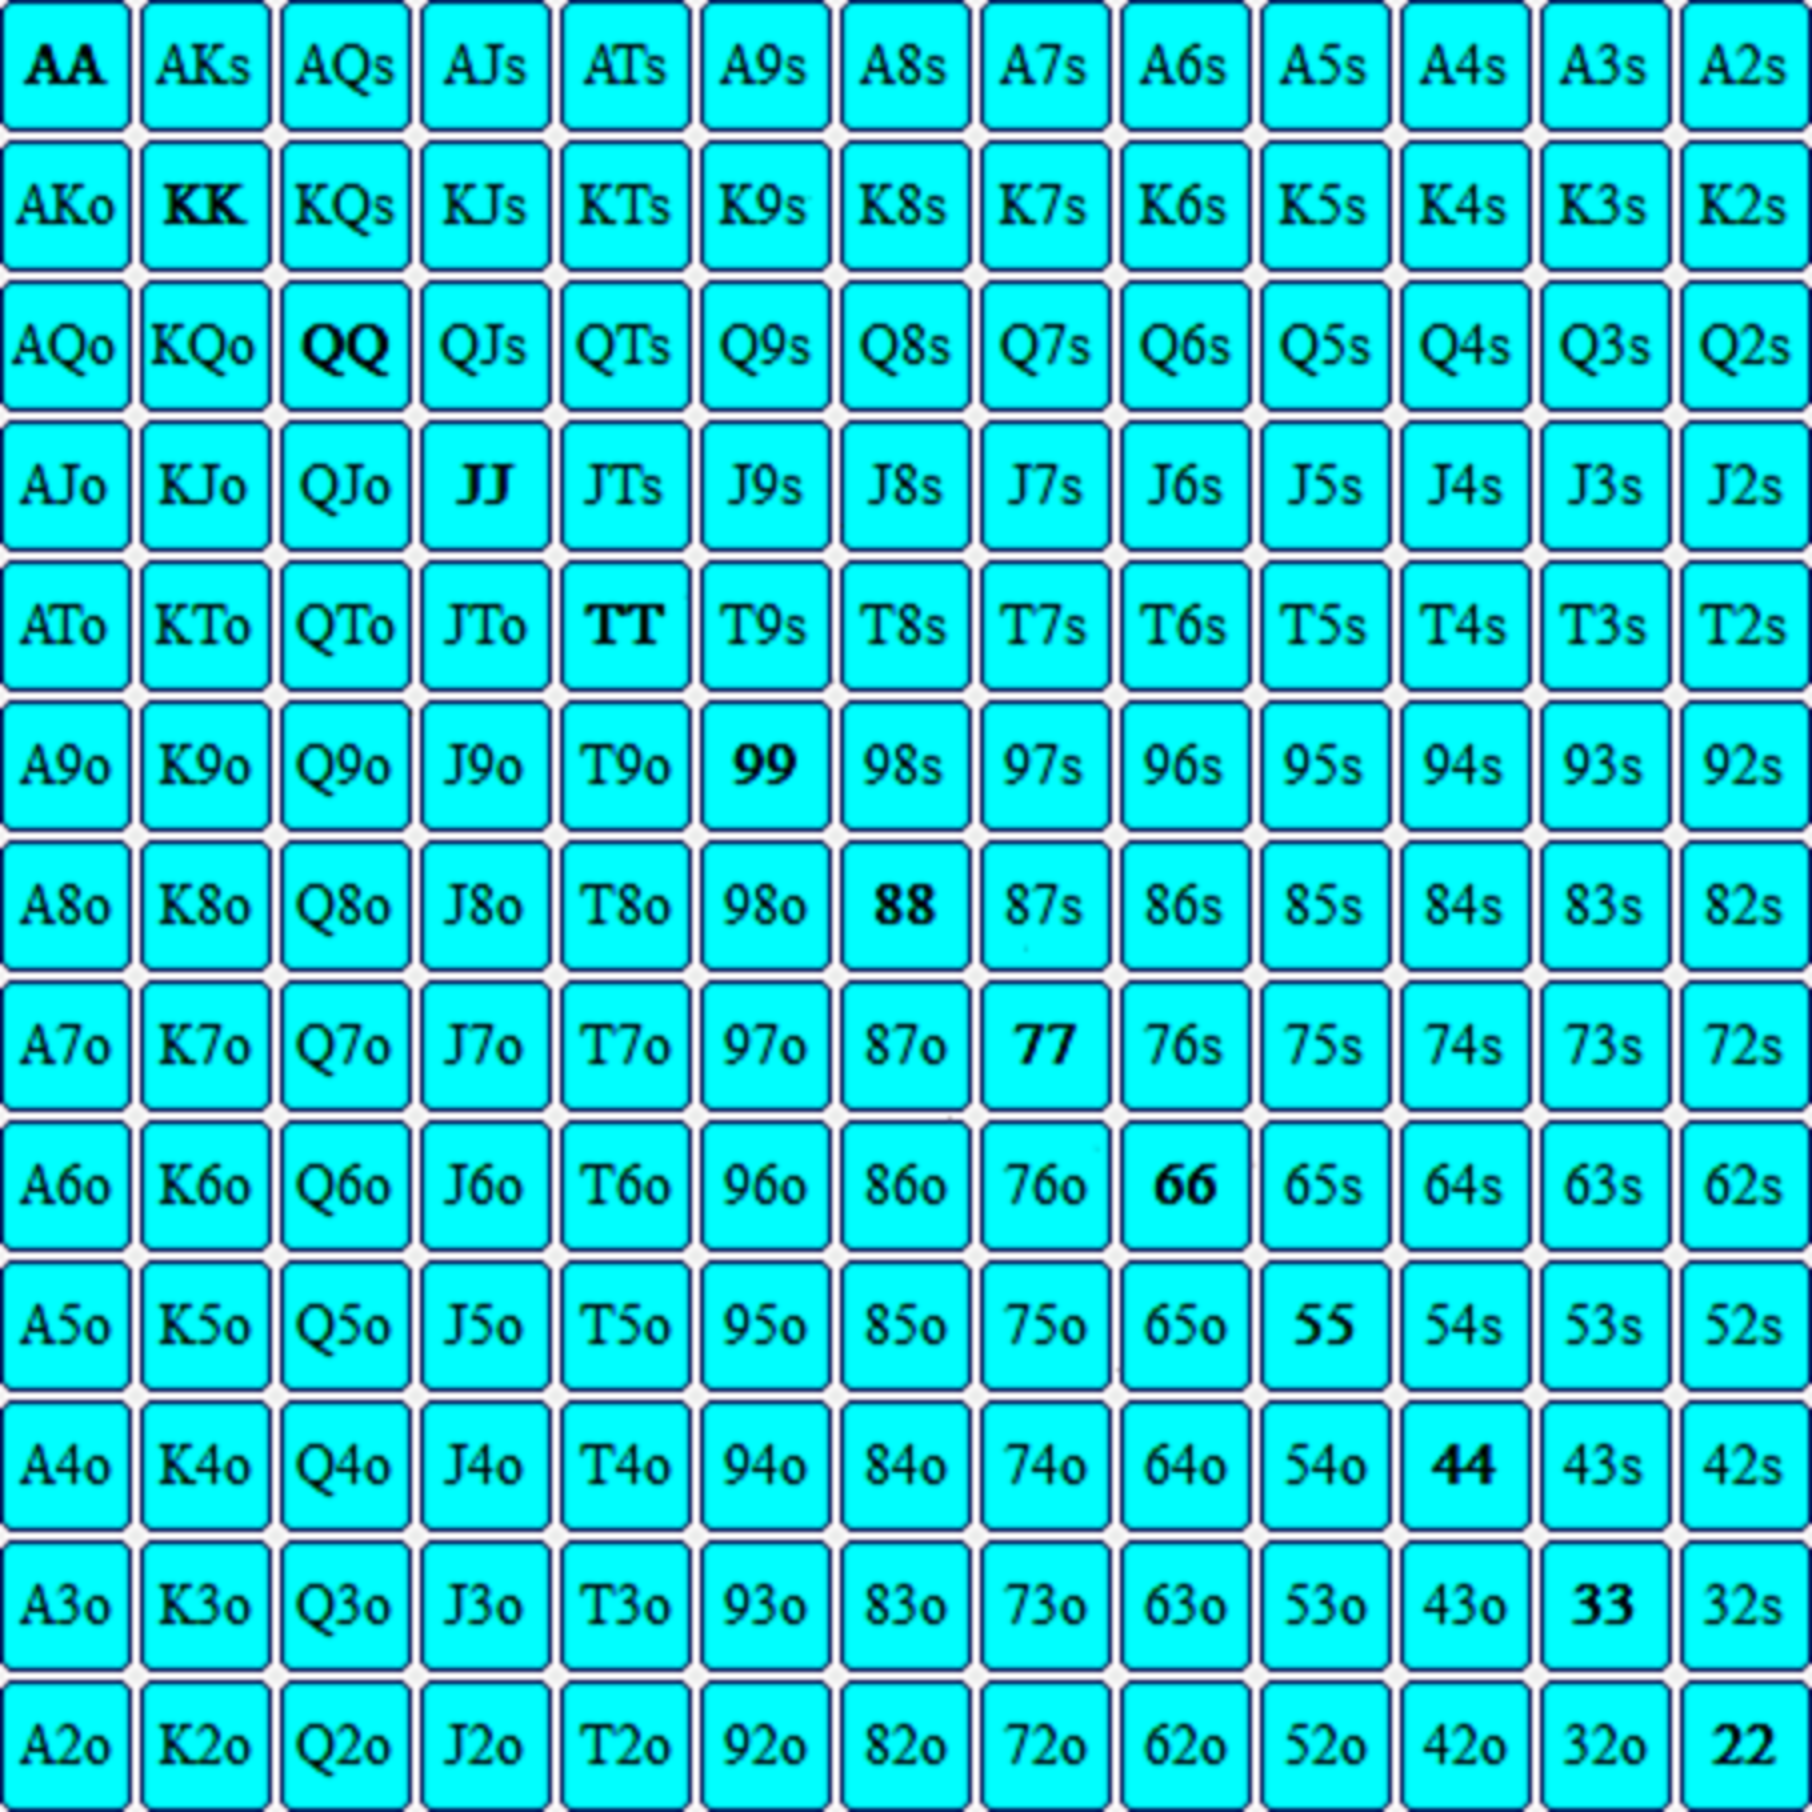 AA AKs AQs AJs ATs A9s A8s A7s A6s A5s A4s A3s A2s
AKo KK KQs KJs KTs K9s K8s K7s K6s K5s K4s K3s K2s
AQo KQo QQ QJs QTs Q9s Q8s Q7s Q6s Q5s Q4s Q3s Q2s
AJo KJo QJo JJ JTs J9s J8s J7s J6s J5s J4s J3s J2s
ATo KTo QTo JTo TT T9s T8s T7s T6s T5s T4s T3s T2s
A9o K9o Q9o J9o T9o 99 98s 97s 96s 95s 94s 93s 92s
A8o K8o Q8o J8o T8o 98o 88 87s 86s 85s 84s 83s 82s
A7o K7o Q7o J7o T7o 97o 87o 77 76s 75s 74s 73s 72s
A6o K6o Q6o J6o T6o 96o 86o 76o 66 65s 64s 63s 62s
A5o K5o Q5o J5o T5o 95o 85o 75o 65o 55 54s 53s 52s
A4o K4o Q4o J4o T4o 94o 84o 74o 64o 54o 44 43s 42s
A3o K3o Q3o J3o T3o 93o 83o 73o 63o 53o 43o 33 32s
A2o K2o Q2o J2o T2o 92o 82o 72o 62o 52o 42o 32o 22